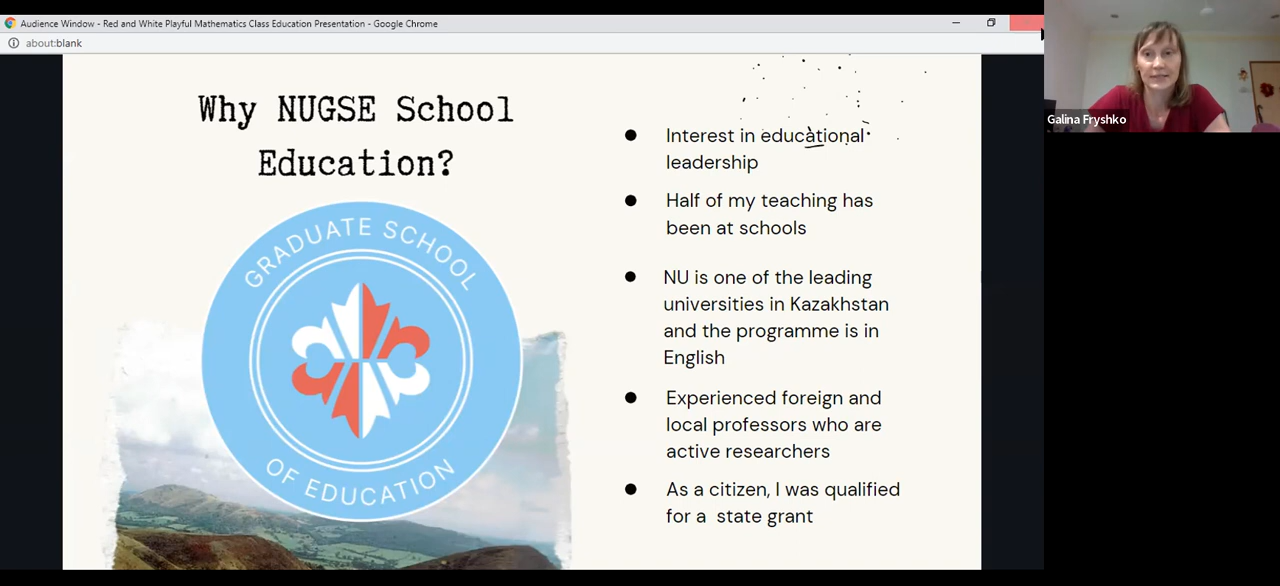 Audience Window - Red and White Playful Mathematics Class Education Presentation - Google Chrome
about:blank
Galina Fryshko
Why NUGSE School
Education?
GRADUATE SCHOOL
OF EDUCATION
● Interest in educational
leadership
● Half of my teaching has
been at schools
● NU is one of the leading
universities in Kazakhstan
and the programme is in
English
● Experienced foreign and
local professors who are
active researchers
● As a citizen, I was qualified
for a state grant